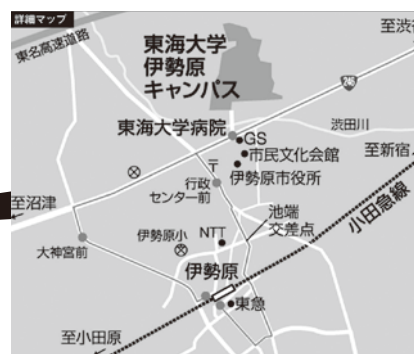 詳細マップ
至渋谷
東名高速道路
東海大学
伊勢原
キャンパス
246
東海大学病院
渋田川
GS
市民文化会館
至新宿
伊勢原市役所
行政
センター前
至沼津
池端
交差点
小田急線
伊勢原小
NTT
大神宮前
伊勢原
東急
至小田原